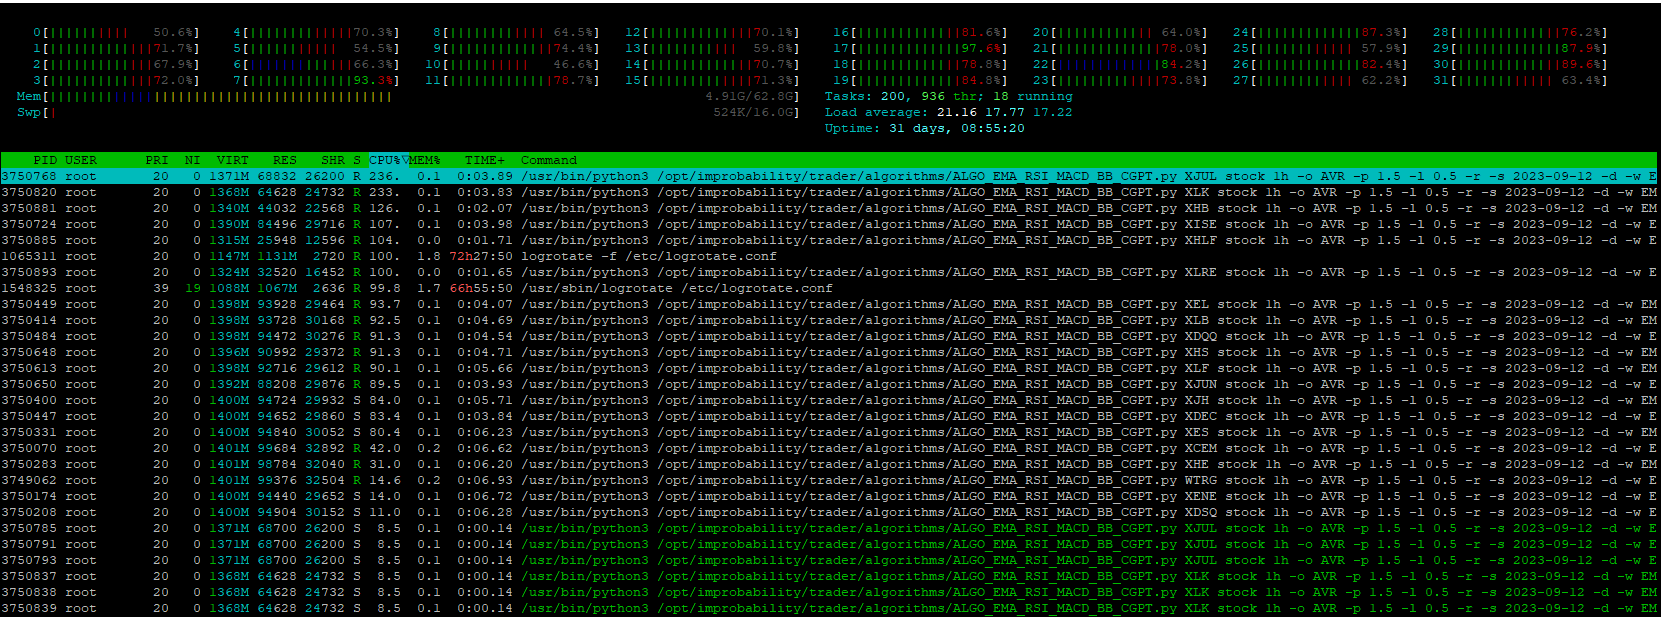 0[|||||||||| 50.6%] 4[||||||||||||||70.3%] 8[|||||||||||| 64.5%] 12[||||||||||||||70.1%] 16[||||||||||||||||81.6%] 20[|||||||||||| 64.0%] 24[|||||||||||||||||87.3%] 28[|||||||||||||||76.2%]
1[||||||||||||||71.7%] 5[||||||||||| 54.5%] 9[||||||||||||||74.4%] 13[|||||||||||| 59.8%] 17[|||||||||||||||||||97.6%] 21[|||||||||||||||78.0%] 25[||||||||||||57.9%] 29[|||||||||||||||||87.9%]
2[|||||||||||||67.9%] 6[||||||||||||| 66.3%] 10[|||||||||| 46.6%] 14[||||||||||||||70.7%] 18[|||||||||||||||78.8%] 22[||||||||||||||||84.2%] 26[||||||||||||||||82.4%] 30[||||||||||||||||||89.6%]
3[||||||||||||||72.0%] 7[||||||||||||||||||93.3%] 11[|||||||||||||||78.7%] 15[||||||||||||||71.3%] 19[||||||||||||||||84.8%] 23[||||||||||||||73.8%] 27[|||||||||||| 62.2%] 31[|||||||||||| 63.4%]
Mem[||||||||||||||||||||||||||||||||||||||||||| 4.91G/62.8G] Tasks: 200, 936 thr; 18 running
Swp[| 524K/16.0G] Load average: 21.16 17.77 17.22
Uptime: 31 days, 08:55:20
PID USER PRI NI VIRT RES SHR S CPU%▽MEM% TIME+ Command
3750768 root 20 0 1371M 68832 26200 R 236. 0.1 0:03.89 /usr/bin/python3 /opt/improbability/trader/algorithms/ALGO_EMA_RSI_MACD_BB_CGPT.py XJUL stock 1h -o AVR -p 1.5 -l 0.5 -r -s 2023-09-12 -d -w E
3750820 root 20 0 1368M 64628 24732 R 233. 0.1 0:03.83 /usr/bin/python3 /opt/improbability/trader/algorithms/ALGO_EMA_RSI_MACD_BB_CGPT.py XLK stock 1h -o AVR -p 1.5 -l 0.5 -r -s 2023-09-12 -d -w EM
3750881 root 20 0 1340M 44032 22568 R 126. 0.1 0:02.07 /usr/bin/python3 /opt/improbability/trader/algorithms/ALGO_EMA_RSI_MACD_BB_CGPT.py XHB stock 1h -o AVR -p 1.5 -l 0.5 -r -s 2023-09-12 -d -w EM
3750724 root 20 0 1390M 84496 29716 R 107. 0.1 0:03.98 /usr/bin/python3 /opt/improbability/trader/algorithms/ALGO_EMA_RSI_MACD_BB_CGPT.py XISE stock 1h -o AVR -p 1.5 -l 0.5 -r -s 2023-09-12 -d -w E
3750885 root 20 0 1315M 25948 12596 R 104. 0.0 0:01.71 /usr/bin/python3 /opt/improbability/trader/algorithms/ALGO_EMA_RSI_MACD_BB_CGPT.py XHLF stock 1h -o AVR -p 1.5 -l 0.5 -r -s 2023-09-12 -d -w E
1065311 root 20 0 1147M 1131M 2720 R 100. 1.8 72h27:50 logrotate -f /etc/logrotate.conf
3750893 root 20 0 1324M 32520 16452 R 100. 0.0 0:01.65 /usr/bin/python3 /opt/improbability/trader/algorithms/ALGO_EMA_RSI_MACD_BB_CGPT.py XLRE stock 1h -o AVR -p 1.5 -l 0.5 -r -s 2023-09-12 -d -w E
1548325 root 39 19 1088M 1067M 2636 R 99.8 1.7 66h55:50 /usr/sbin/logrotate /etc/logrotate.conf
3750449 root 20 0 1398M 93928 29464 R 93.7 0.1 0:04.07 /usr/bin/python3 /opt/improbability/trader/algorithms/ALGO_EMA_RSI_MACD_BB_CGPT.py XEL stock 1h -o AVR -p 1.5 -l 0.5 -r -s 2023-09-12 -d -w EM
3750414 root 20 0 1398M 93728 30168 R 92.5 0.1 0:04.69 /usr/bin/python3 /opt/improbability/trader/algorithms/ALGO_EMA_RSI_MACD_BB_CGPT.py XLB stock 1h -o AVR -p 1.5 -l 0.5 -r -s 2023-09-12 -d -w EM
3750484 root 20 0 1398M 94472 30276 R 91.3 0.1 0:04.54 /usr/bin/python3 /opt/improbability/trader/algorithms/ALGO_EMA_RSI_MACD_BB_CGPT.py XDQQ stock 1h -o AVR -p 1.5 -l 0.5 -r -s 2023-09-12 -d -w E
3750648 root 20 0 1396M 90992 29372 R 91.3 0.1 0:04.71 /usr/bin/python3 /opt/improbability/trader/algorithms/ALGO_EMA_RSI_MACD_BB_CGPT.py XHS stock 1h -o AVR -p 1.5 -l 0.5 -r -s 2023-09-12 -d -w EM
3750613 root 20 0 1398M 92716 29612 R 90.1 0.1 0:05.66 /usr/bin/python3 /opt/improbability/trader/algorithms/ALGO_EMA_RSI_MACD_BB_CGPT.py XLF stock 1h -o AVR -p 1.5 -l 0.5 -r -s 2023-09-12 -d -w EM
3750650 root 20 0 1392M 88208 29876 R 89.5 0.1 0:03.93 /usr/bin/python3 /opt/improbability/trader/algorithms/ALGO_EMA_RSI_MACD_BB_CGPT.py XJUN stock 1h -o AVR -p 1.5 -l 0.5 -r -s 2023-09-12 -d -w E
3750400 root 20 0 1400M 94724 29932 S 84.0 0.1 0:05.71 /usr/bin/python3 /opt/improbability/trader/algorithms/ALGO_EMA_RSI_MACD_BB_CGPT.py XJH stock 1h -o AVR -p 1.5 -l 0.5 -r -s 2023-09-12 -d -w EM
3750447 root 20 0 1400M 94652 29860 S 83.4 0.1 0:03.84 /usr/bin/python3 /opt/improbability/trader/algorithms/ALGO_EMA_RSI_MACD_BB_CGPT.py XDEC stock 1h -o AVR -p 1.5 -l 0.5 -r -s 2023-09-12 -d -w E
3750331 root 20 0 1400M 94840 30052 S 80.4 0.1 0:06.23 /usr/bin/python3 /opt/improbability/trader/algorithms/ALGO_EMA_RSI_MACD_BB_CGPT.py XES stock 1h -o AVR -p 1.5 -l 0.5 -r -s 2023-09-12 -d -w EM
3750070 root 20 0 1401M 99684 32892 R 42.0 0.2 0:06.62 /usr/bin/python3 /opt/improbability/trader/algorithms/ALGO_EMA_RSI_MACD_BB_CGPT.py XCEM stock 1h -o AVR -p 1.5 -l 0.5 -r -s 2023-09-12 -d -w E
3750283 root 20 0 1401M 98784 32040 R 31.0 0.1 0:06.20 /usr/bin/python3 /opt/improbability/trader/algorithms/ALGO_EMA_RSI_MACD_BB_CGPT.py XHE stock 1h -o AVR -p 1.5 -l 0.5 -r -s 2023-09-12 -d -w EM
3749062 root 20 0 1401M 99376 32504 R 14.6 0.2 0:06.93 /usr/bin/python3 /opt/improbability/trader/algorithms/ALGO_EMA_RSI_MACD_BB_CGPT.py WTRG stock 1h -o AVR -p 1.5 -l 0.5 -r -s 2023-09-12 -d -w E
3750174 root 20 0 1400M 94440 29652 S 14.0 0.1 0:06.72 /usr/bin/python3 /opt/improbability/trader/algorithms/ALGO_EMA_RSI_MACD_BB_CGPT.py XENE stock 1h -o AVR -p 1.5 -l 0.5 -r -s 2023-09-12 -d -w E
3750208 root 20 0 1400M 94904 30152 S 11.0 0.1 0:06.28 /usr/bin/python3 /opt/improbability/trader/algorithms/ALGO_EMA_RSI_MACD_BB_CGPT.py XDSQ stock 1h -o AVR -p 1.5 -l 0.5 -r -s 2023-09-12 -d -w E
3750785 root 20 0 1371M 68700 26200 S 8.5 0.1 0:00.14 /usr/bin/python3 /opt/improbability/trader/algorithms/ALGO_EMA_RSI_MACD_BB_CGPT.py XJUL stock 1h -o AVR -p 1.5 -l 0.5 -r -s 2023-09-12 -d -w E
3750791 root 20 0 1371M 68700 26200 S 8.5 0.1 0:00.14 /usr/bin/python3 /opt/improbability/trader/algorithms/ALGO_EMA_RSI_MACD_BB_CGPT.py XJUL stock 1h -o AVR -p 1.5 -l 0.5 -r -s 2023-09-12 -d -w E
3750793 root 20 0 1371M 68700 26200 S 8.5 0.1 0:00.14 /usr/bin/python3 /opt/improbability/trader/algorithms/ALGO_EMA_RSI_MACD_BB_CGPT.py XJUL stock 1h -o AVR -p 1.5 -l 0.5 -r -s 2023-09-12 -d -w E
3750837 root 20 0 1368M 64628 24732 S 8.5 0.1 0:00.14 /usr/bin/python3 /opt/improbability/trader/algorithms/ALGO_EMA_RSI_MACD_BB_CGPT.py XLK stock 1h -o AVR -p 1.5 -l 0.5 -r -s 2023-09-12 -d -w EM
3750838 root 20 0 1368M 64628 24732 S 8.5 0.1 0:00.14 /usr/bin/python3 /opt/improbability/trader/algorithms/ALGO_EMA_RSI_MACD_BB_CGPT.py XLK stock 1h -o AVR -p 1.5 -l 0.5 -r -s 2023-09-12 -d -w EM
3750839 root 20 0 1368M 64628 24732 S 8.5 0.1 0:00.14 /usr/bin/python3 /opt/improbability/trader/algorithms/ALGO_EMA_RSI_MACD_BB_CGPT.py XLK stock 1h -o AVR -p 1.5 -l 0.5 -r -s 2023-09-12 -d -w EM